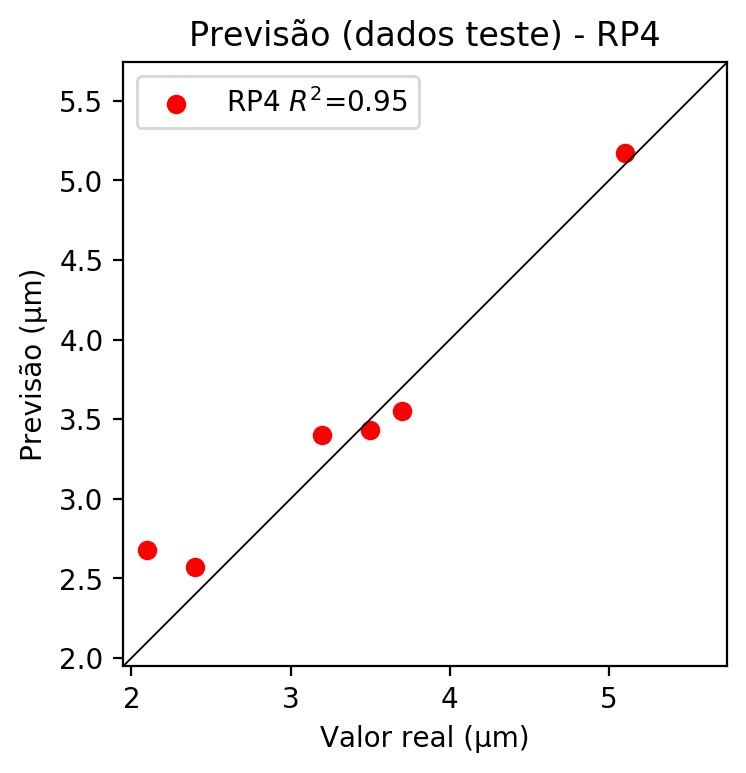 Previsão (dados teste) - RP4
RP4 R²=0.95
Previsão (μm)
5.5
5.0
4.5
4.0
3.5
3.0
2.5
2.0
2 3 4 5
Valor real (μm)